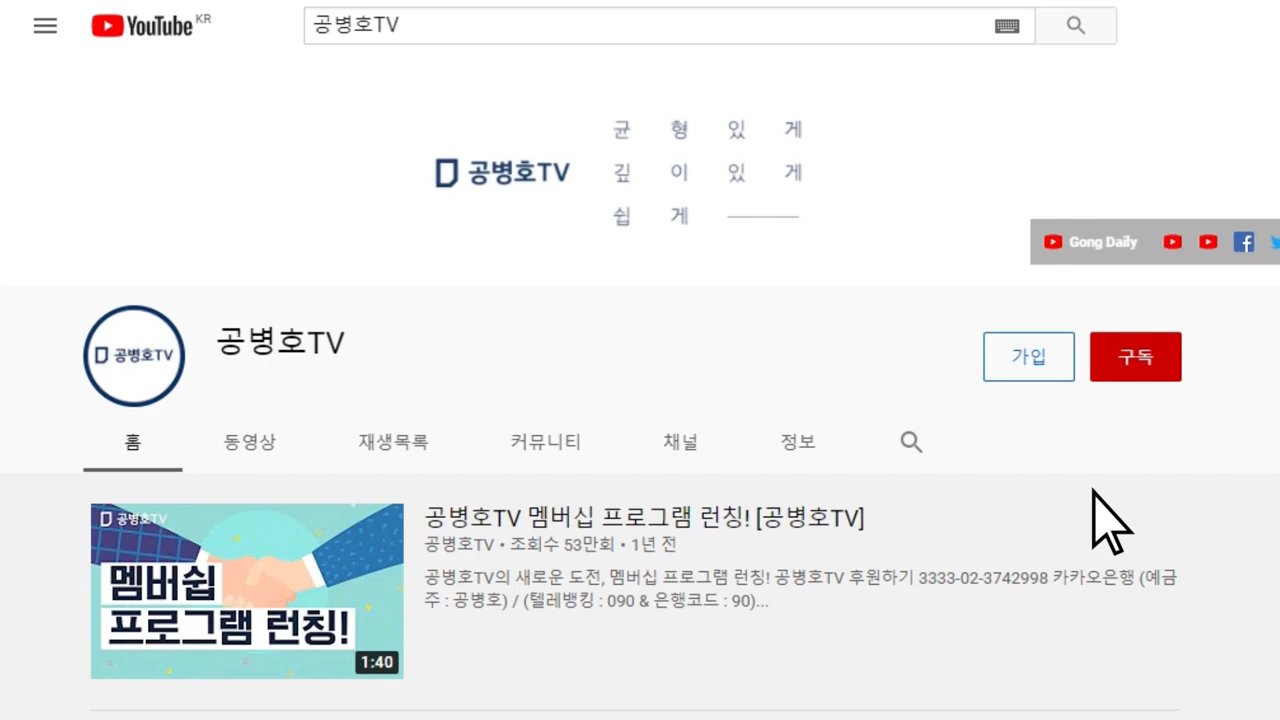 YouTube KR
공병호TV
균 형 있 게
공병호TV
깊 이 있 게
쉽 게
Gong Daily
공병호TV
공병호TV
가입
구독
홈
동영상
재생목록
커뮤니티
채널
정보
공병호TV
멤버쉽
프로그램 런칭!
1:40
공병호TV 멤버십 프로그램 런칭! [공병호TV]
공병호TV • 조회수 53만회 • 1년 전
공병호TV의 새로운 도전, 멤버십 프로그램 런칭! 공병호TV 후원하기 3333-02-3742998 카카오은행 (예금
주 : 공병호) / (텔레뱅킹 : 090 & 은행코드 : 90)...